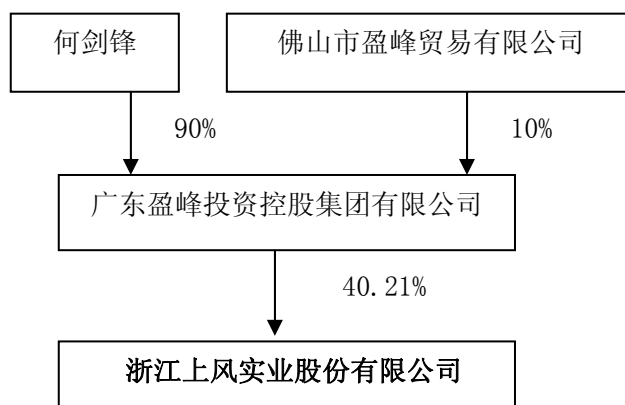 何剑锋
佛山市盈峰贸易有限公司
90%
10%
广东盈峰投资控股集团有限公司
40.21%
浙江上风实业股份有限公司